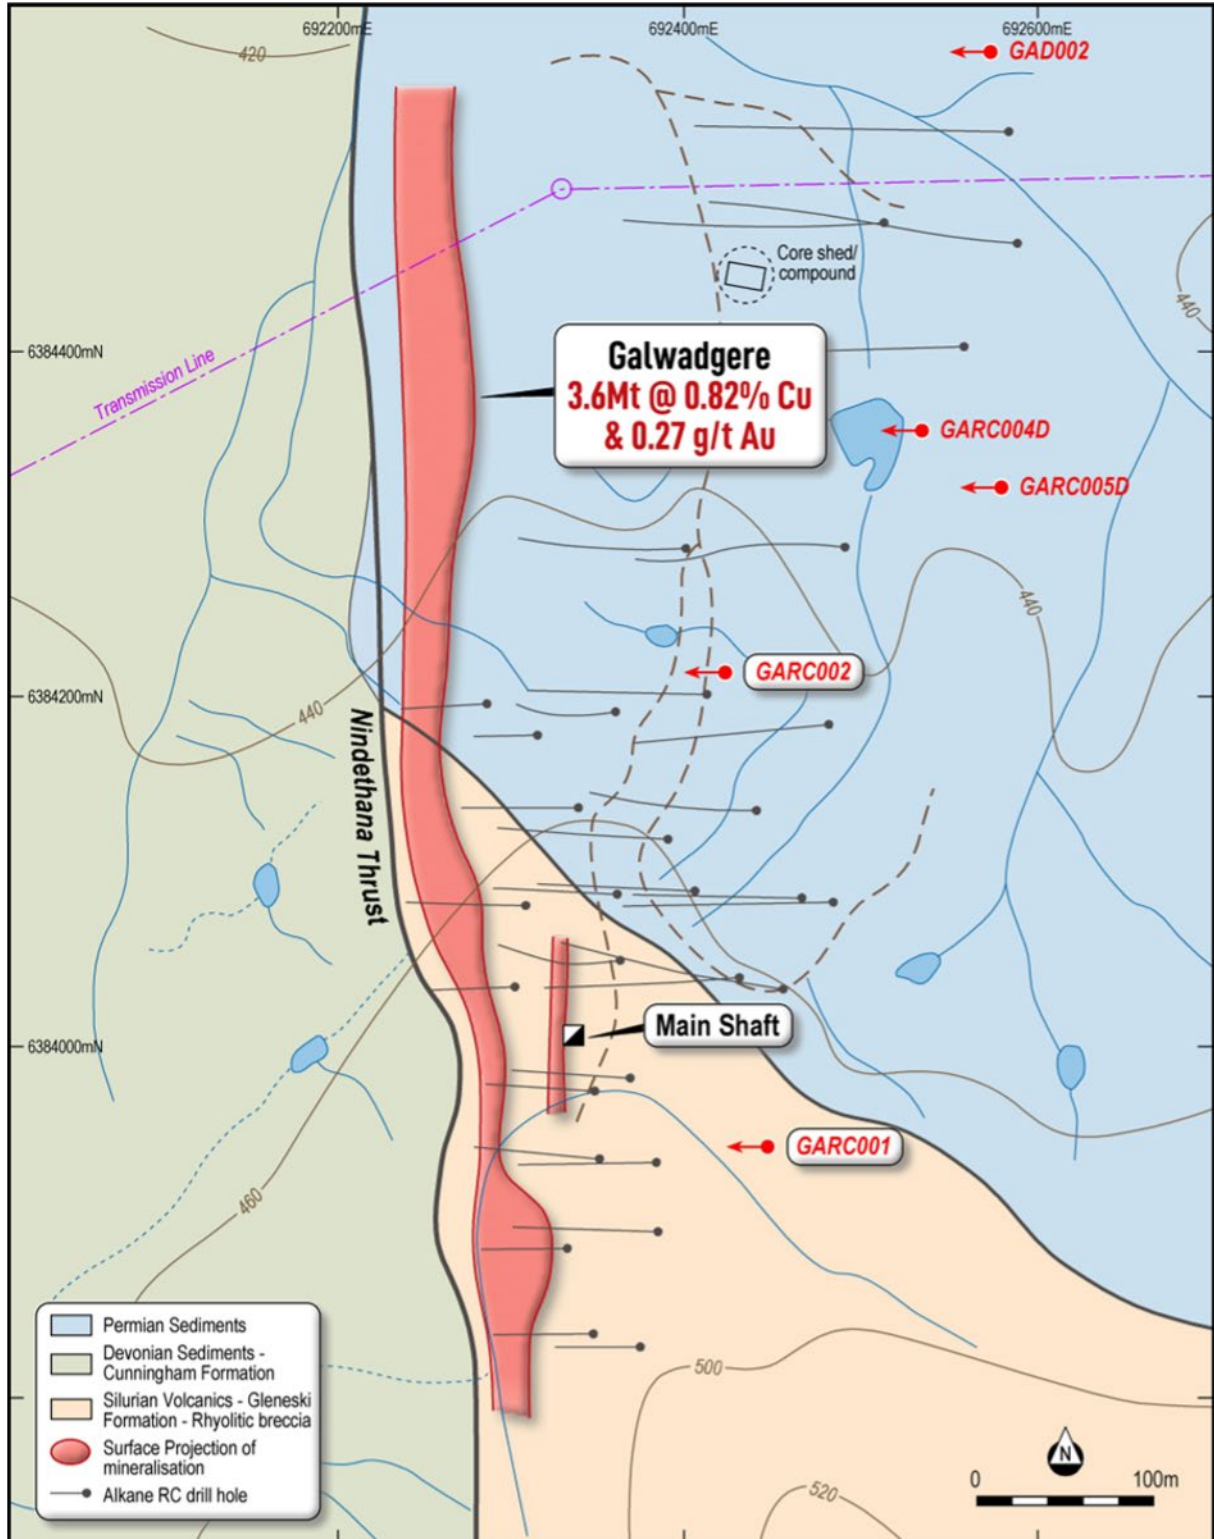 692200mE
692400mE
692600mE
420
GAD002
Core shed/
compound
440
6384400mN
Transmission Line
Galwadgere
3.6Mt @ 0.82% Cu
& 0.27 g/t Au
GARC004D
GARC005D
440
GARC002
6384200mN
440
Nindethana Thrust
6384000mN
Main Shaft
GARC001
460
500
520
Permian Sediments
Devonian Sediments -
Cunningham Formation
Silurian Volcanics - Gleneski
Formation - Rhyolitic breccia
Surface Projection of
mineralisation
Alkane RC drill hole
N
0
100m